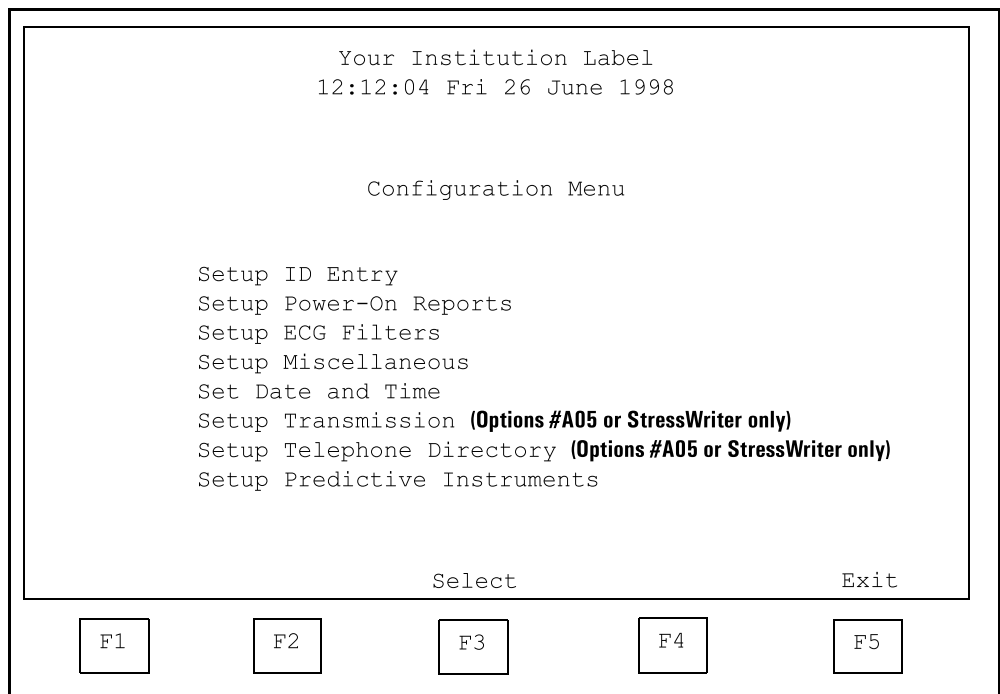 Your Institution Label
12:12:04 Fri 26 June 1998
Configuration Menu
Setup ID Entry
Setup Power-On Reports
Setup ECG Filters
Setup Miscellaneous
Set Date and Time
Setup Transmission (Options #A05 or StressWriter only)
Setup Telephone Directory (Options #A05 or StressWriter only)
Setup Predictive Instruments
Select Exit
F1 F2 F3 F4 F5